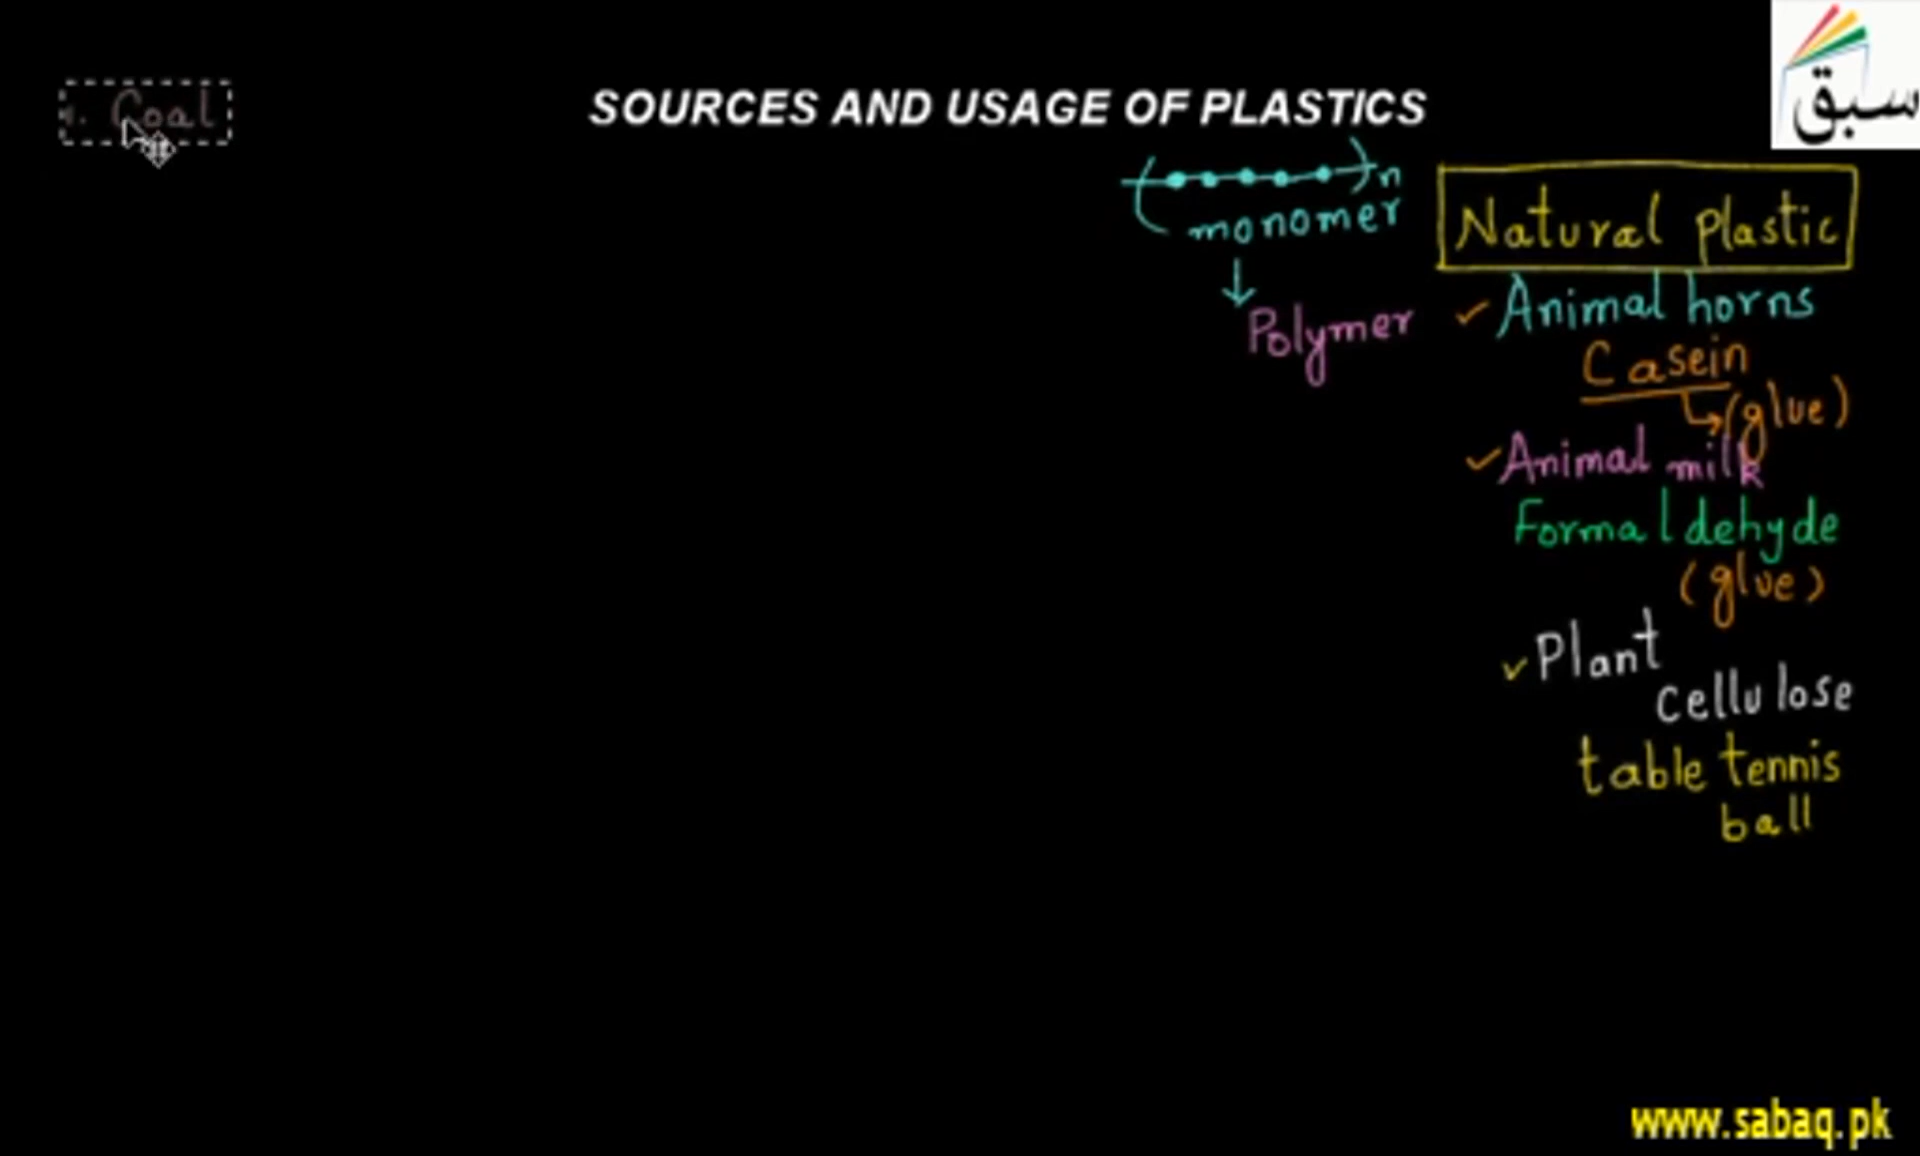 1. Coal
SOURCES AND USAGE OF PLASTICS
سبق
n
monomer
Polymer
Natural plastic
✓ Animal horns
Casein
(glue)
✓ Animal milk
Formaldehyde
(glue)
✓ Plant
cellulose
table tennis
ball
www.sabaq.pk